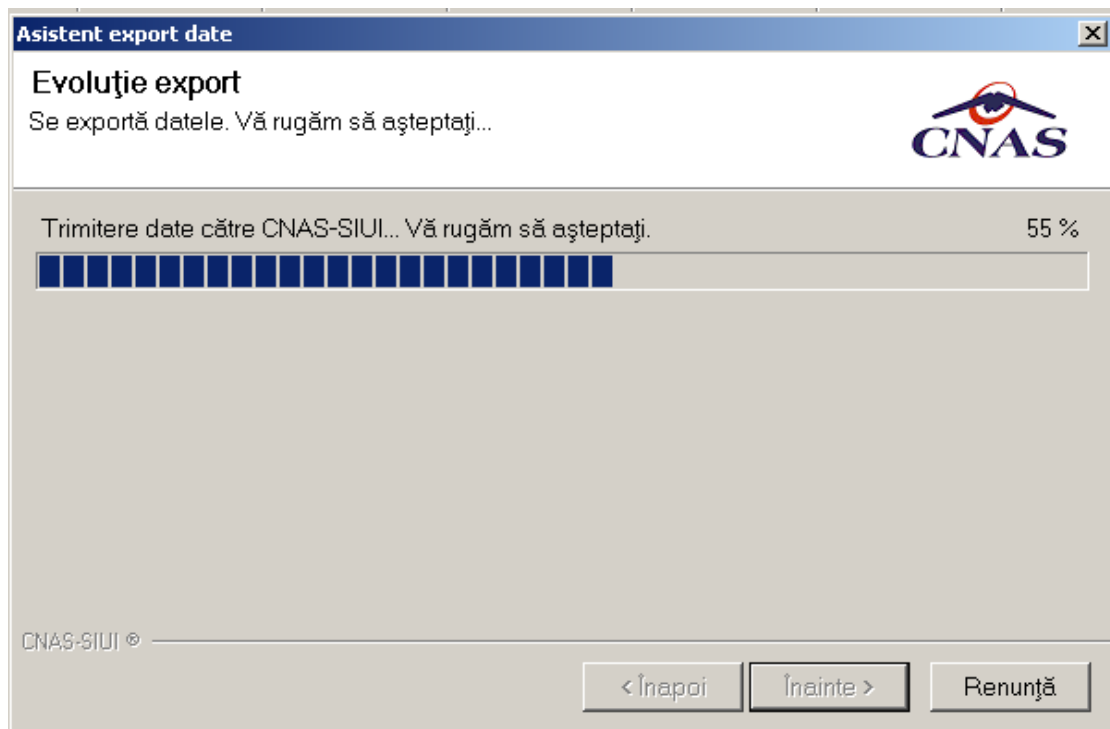 Asistent export date
Evoluţie export
Se exportă datele. Vă rugăm să aşteptaţi...
CNAS
Trimitere date către CNAS-SIUI... Vă rugăm să aşteptaţi. 55 %
CNAS-SIUI ®
< Înapoi Înainte > Renunţă